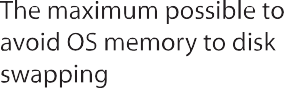 The maximum possible to
avoid OS memory to disk
swapping